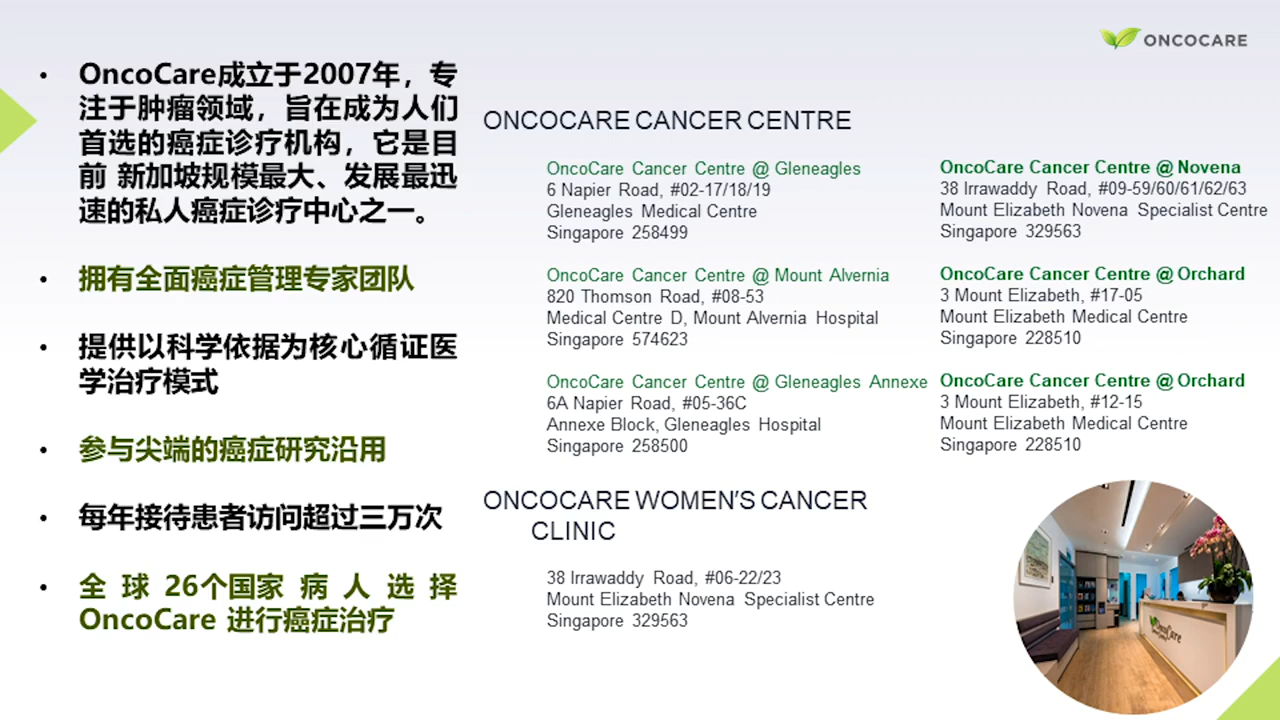 ONCOCARE
OncoCare成立于2007年，专
注于肿瘤领域，旨在成为人们
首选的癌症诊疗机构，它是目
前 新加坡规模最大、发展最迅
速的私人癌症诊疗中心之一。
拥有全面癌症管理专家团队
提供以科学依据为核心循证医
学治疗模式
参与尖端的癌症研究沿用
每年接待患者访问超过三万次
全 球 26个国家 病 人 选 择
OncoCare 进行癌症治疗
ONCOCARE CANCER CENTRE
OncoCare Cancer Centre @ Gleneagles
6 Napier Road, #02-17/18/19
Gleneagles Medical Centre
Singapore 258499
OncoCare Cancer Centre @ Mount Alvernia
820 Thomson Road, #08-53
Medical Centre D, Mount Alvernia Hospital
Singapore 574623
OncoCare Cancer Centre @ Gleneagles Annexe
6A Napier Road, #05-36C
Annexe Block, Gleneagles Hospital
Singapore 258500
OncoCare Cancer Centre @ Novena
38 Irrawaddy Road, #09-59/60/61/62/63
Mount Elizabeth Novena Specialist Centre
Singapore 329563
OncoCare Cancer Centre @ Orchard
3 Mount Elizabeth, #17-05
Mount Elizabeth Medical Centre
Singapore 228510
OncoCare Cancer Centre @ Orchard
3 Mount Elizabeth, #12-15
Mount Elizabeth Medical Centre
Singapore 228510
ONCOCARE WOMEN'S CANCER
CLINIC
38 Irrawaddy Road, #06-22/23
Mount Elizabeth Novena Specialist Centre
Singapore 329563
OncoCare